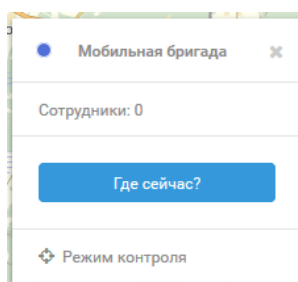 Мобильная бригада
Сотрудники: 0
Где сейчас?
Режим контроля